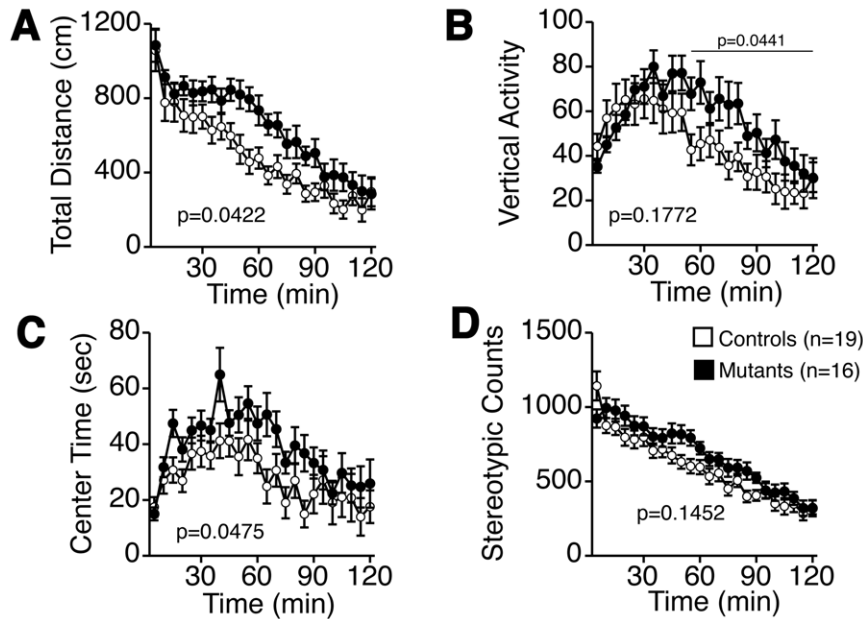 A
Total Distance (cm)
1200
800
400
0
p=0.0422
30 60 90 120
Time (min)
B
Vertical Activity
100
80
60
40
20
0
p=0.0441
p=0.1772
30 60 90 120
Time (min)
C
Center Time (sec)
80
60
40
20
0
p=0.0475
30 60 90 120
Time (min)
D
Stereotypic Counts
1500
1000
500
0
Controls (n=19)
Mutants (n=16)
p=0.1452
30 60 90 120
Time (min)